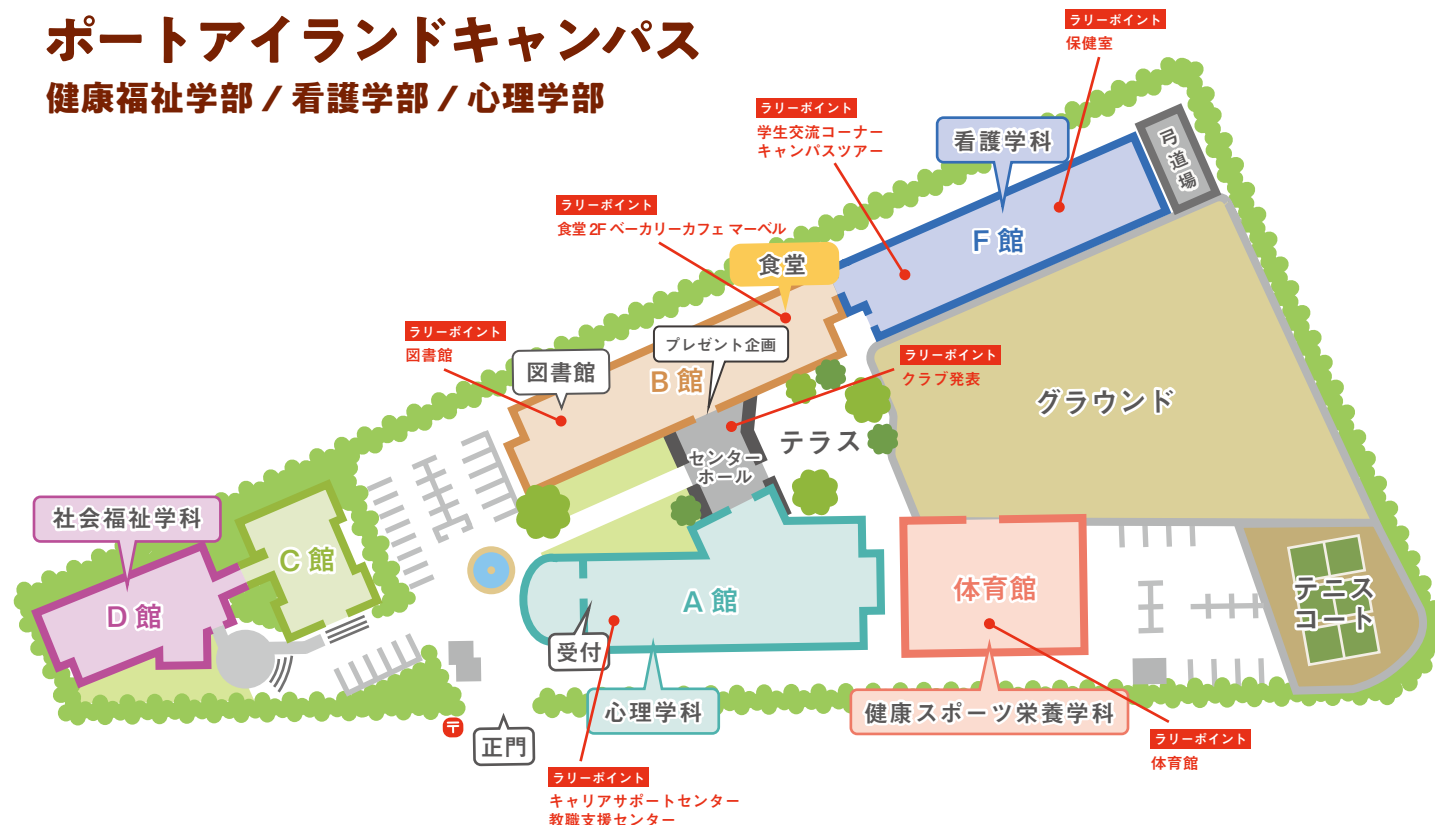 ポートアイランドキャンパス
健康福祉学部 / 看護学部 / 心理学部
ラリーポイント
保健室
ラリーポイント
学生交流コーナー
キャンパスツアー
看護学科
弓道場
F館
ラリーポイント
食堂 2F ベーカリーカフェ マーベル
食堂
ラリーポイント
図書館
図書館
プレゼント企画
B館
ラリーポイント
クラブ発表
グラウンド
テラス
センター
ホール
社会福祉学科
C館
D館
A館
体育館
テニス
コート
受付
心理学科
健康スポーツ栄養学科
〒
正門
ラリーポイント
体育館
ラリーポイント
キャリアサポートセンター
教職支援センター